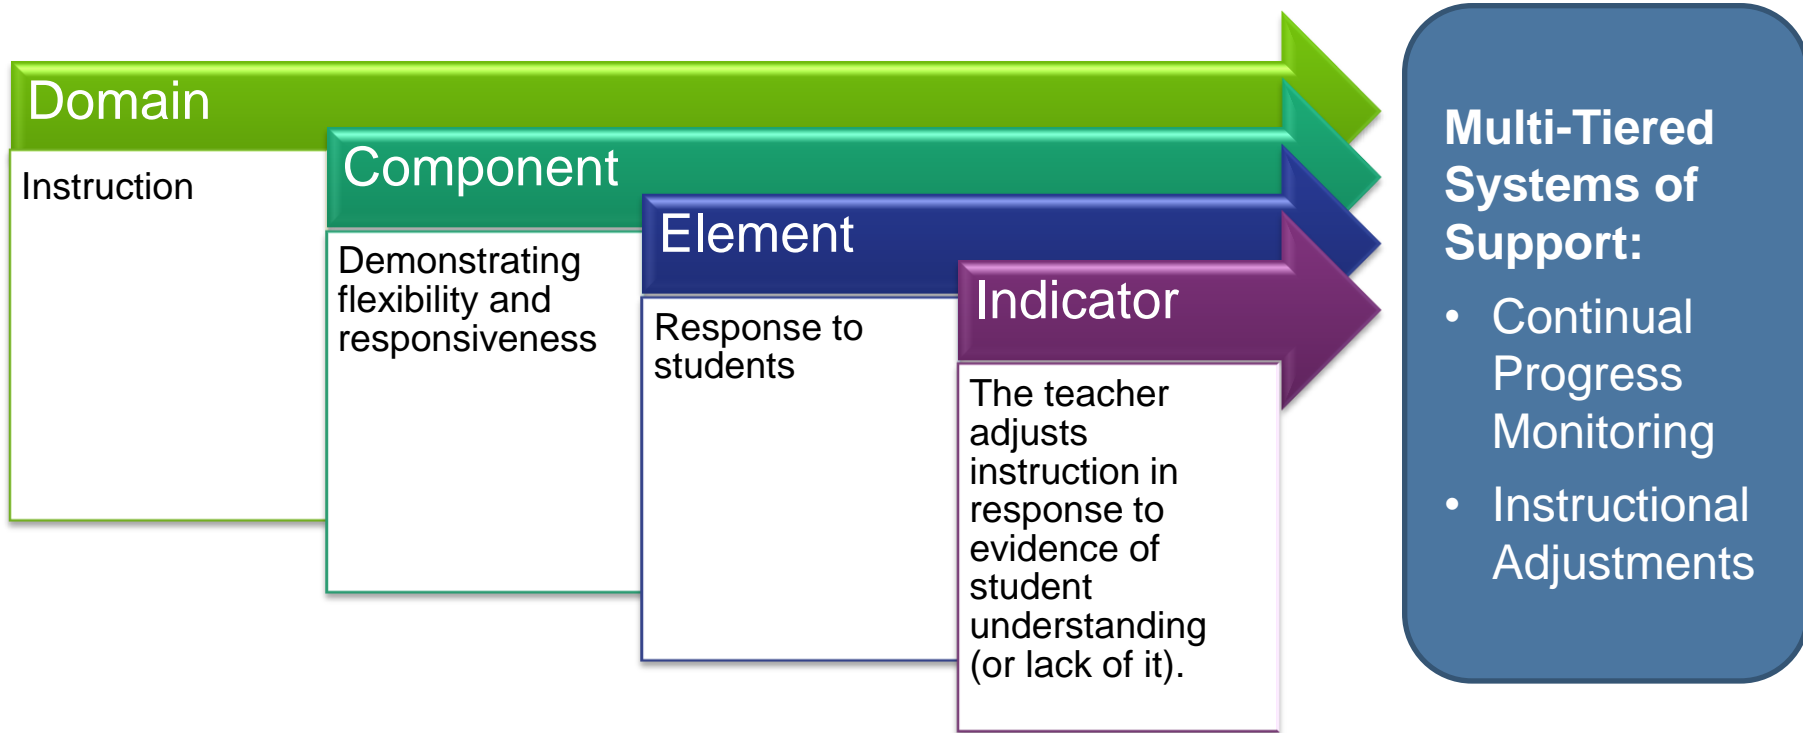 Domain
Instruction
Component
Demonstrating
flexibility and
responsiveness
Element
Response to
students
Indicator
The teacher
adjusts
instruction in
response to
evidence of
student
understanding
(or lack of it).
Multi-Tiered
Systems of
Support:
• Continual
Progress
Monitoring
• Instructional
Adjustments